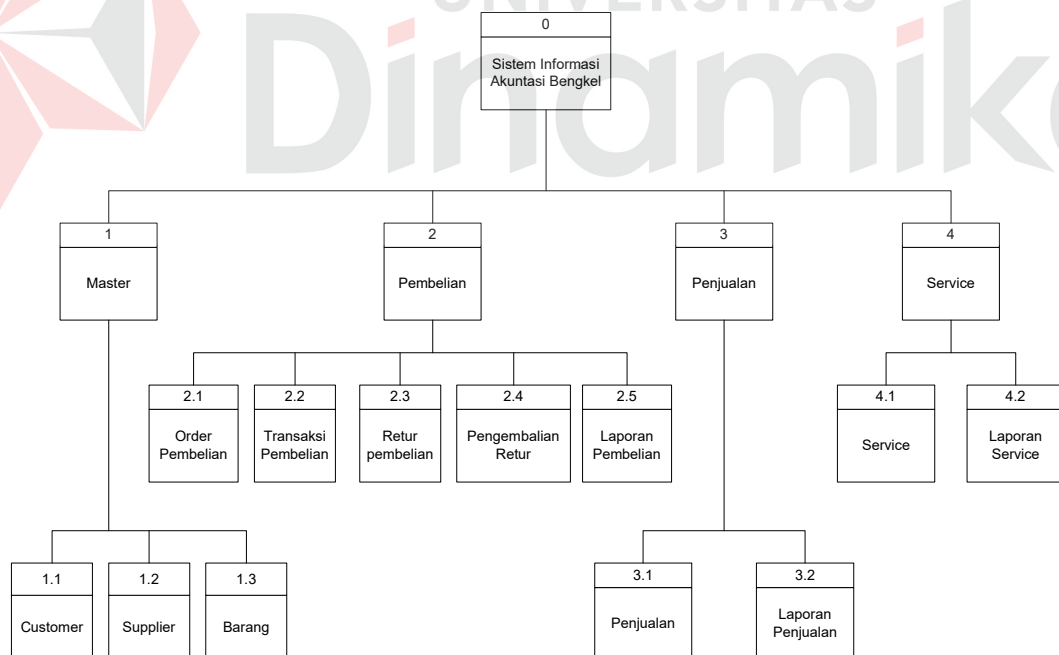 UNIVERSITAS
Dinamika
0
Sistem Informasi
Akuntasi Bengkel
1
Master
2
Pembelian
3
Penjualan
4
Service
2.1
Order
Pembelian
2.2
Transaksi
Pembelian
2.3
Retur
pembelian
2.4
Pengembalian
Retur
2.5
Laporan
Pembelian
4.1
Service
4.2
Laporan
Service
1.1
Customer
1.2
Supplier
1.3
Barang
3.1
Penjualan
3.2
Laporan
Penjualan